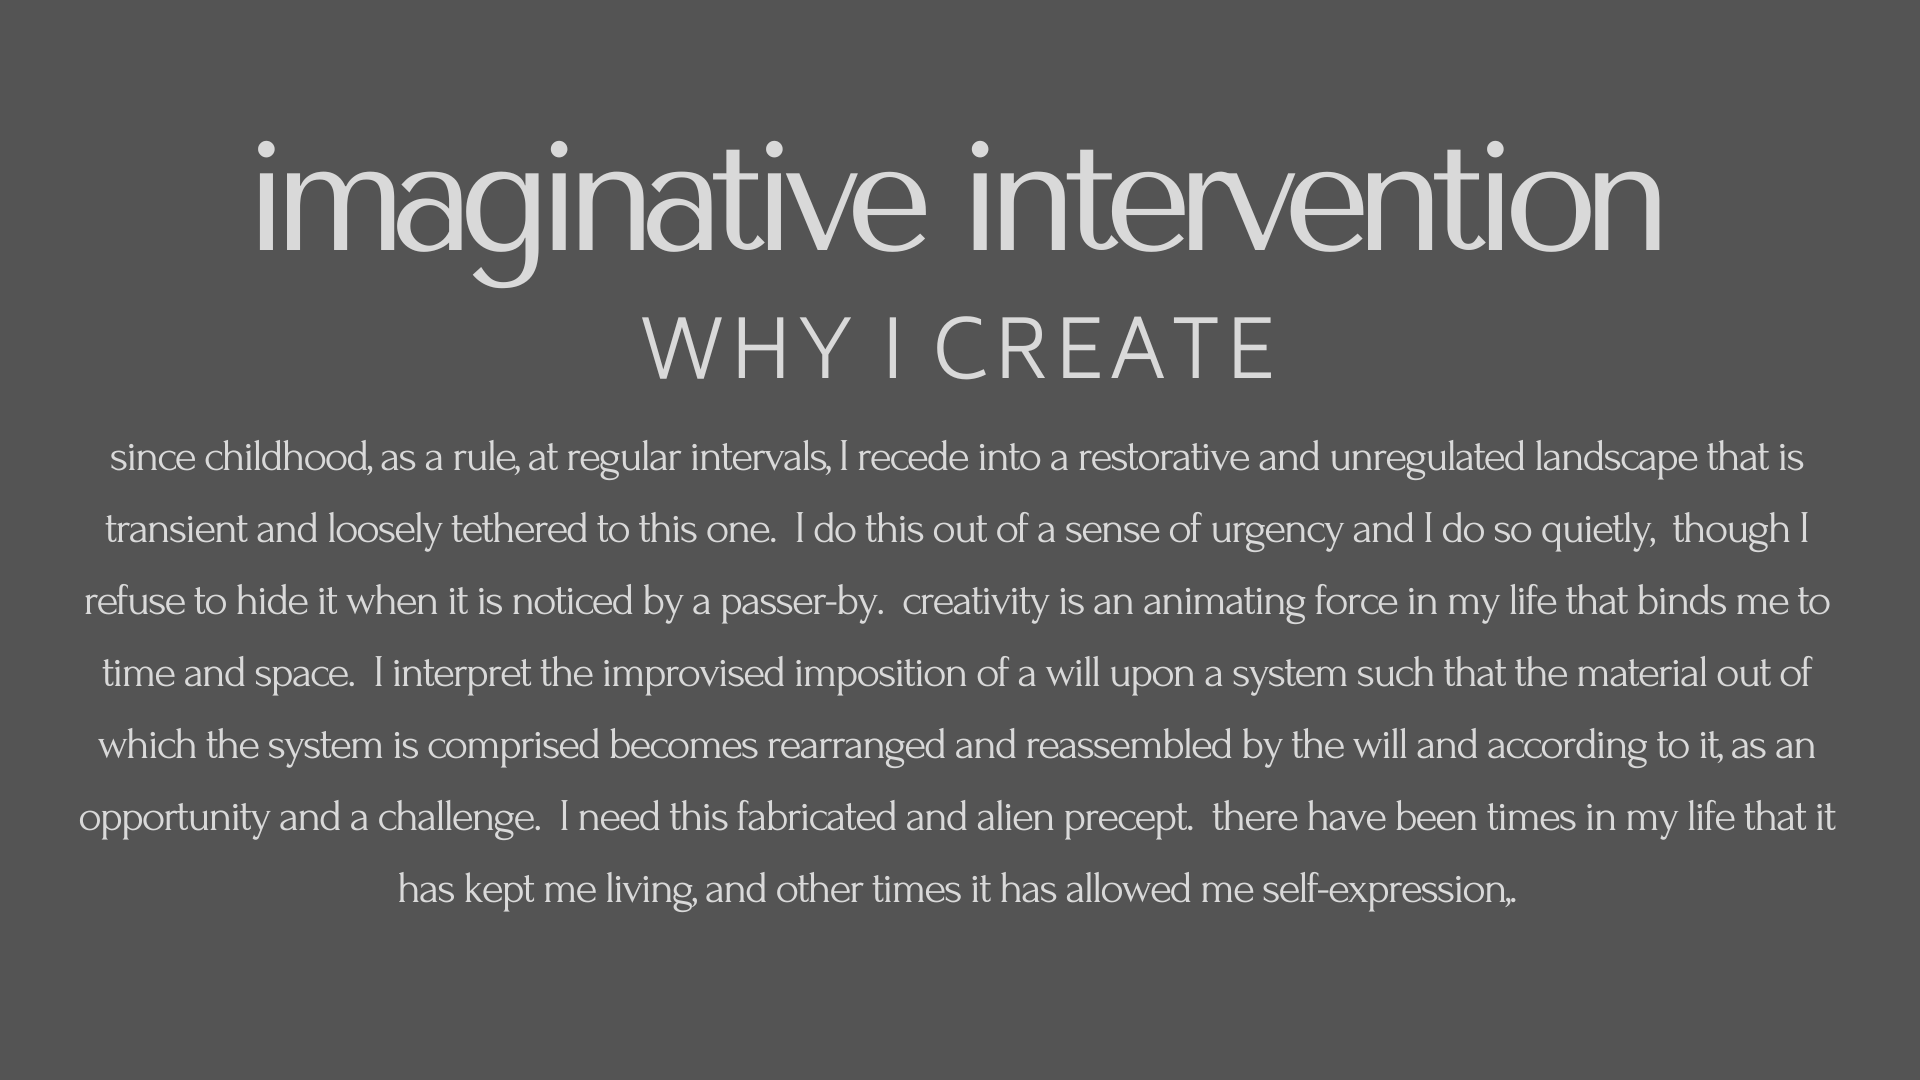 imaginative intervention
WHY I CREATE
since childhood, as a rule, at regular intervals, I recede into a restorative and unregulated landscape that is
transient and loosely tethered to this one.  I do this out of a sense of urgency and I do so quietly,  though I
refuse to hide it when it is noticed by a passer-by.  creativity is an animating force in my life that binds me to
time and space.  I interpret the improvised imposition of a will upon a system such that the material out of
which the system is comprised becomes rearranged and reassembled by the will and according to it, as an
opportunity and a challenge.  I need this fabricated and alien precept.  there have been times in my life that it
has kept me living, and other times it has allowed me self-expression,.